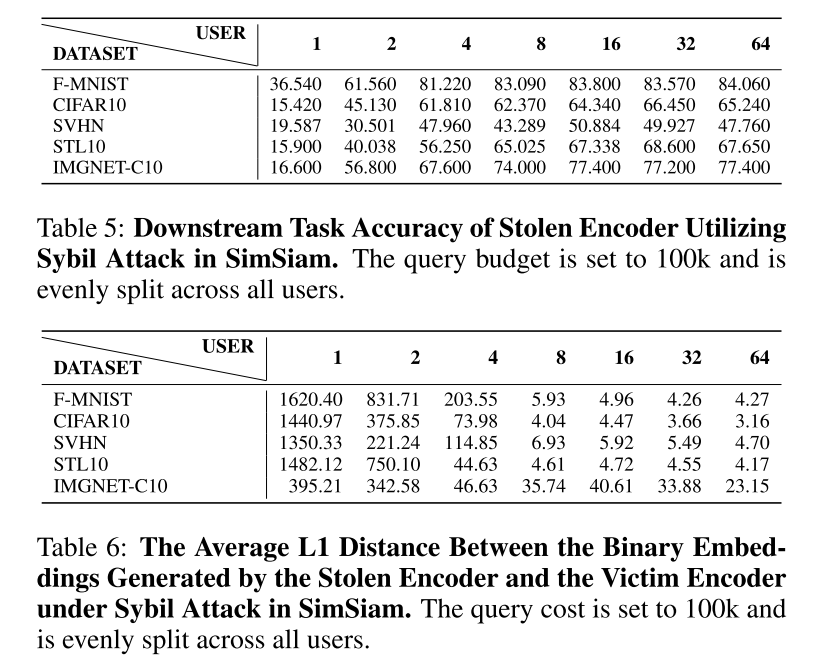 USER
DATASET 1 2 4 8 16 32 64
F-MNIST 36.540 61.560 81.220 83.090 83.800 83.570 84.060
CIFAR10 15.420 45.130 61.810 62.370 64.340 66.450 65.240
SVHN 19.587 30.501 47.960 43.289 50.884 49.927 47.760
STL10 15.900 40.038 56.250 65.025 67.338 68.600 67.650
IMGNET-C10 16.600 56.800 67.600 74.000 77.400 77.200 77.400
Table 5: Downstream Task Accuracy of Stolen Encoder Utilizing
Sybil Attack in SimSiam. The query budget is set to 100k and is
evenly split across all users.
USER
DATASET 1 2 4 8 16 32 64
F-MNIST 1620.40 831.71 203.55 5.93 4.96 4.26 4.27
CIFAR10 1440.97 375.85 73.98 4.04 4.47 3.66 3.16
SVHN 1350.33 221.24 114.85 6.93 5.92 5.49 4.70
STL10 1482.12 750.10 44.63 4.61 4.72 4.55 4.17
IMGNET-C10 395.21 342.58 46.63 35.74 40.61 33.88 23.15
Table 6: The Average L1 Distance Between the Binary Embed-
dings Generated by the Stolen Encoder and the Victim Encoder
under Sybil Attack in SimSiam. The query cost is set to 100k and
is evenly split across all users.